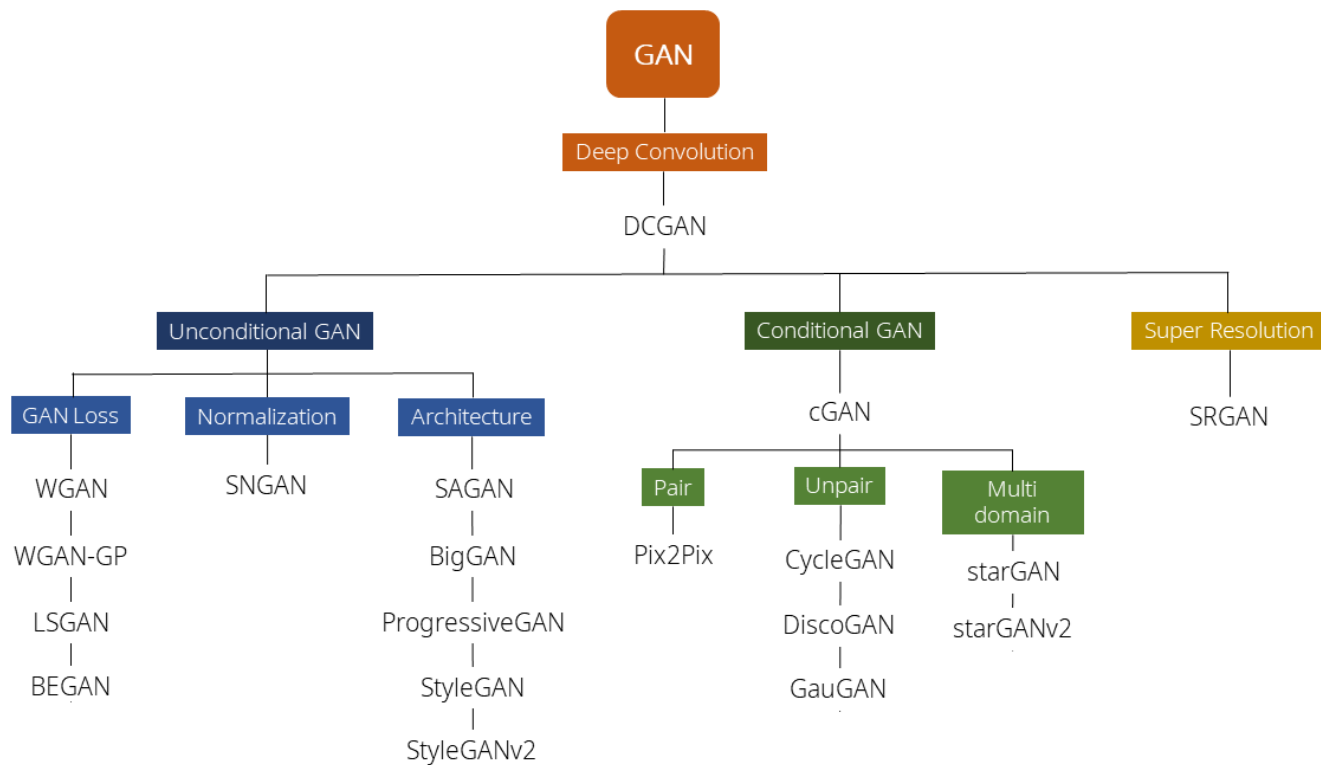 GAN
Deep Convolution
DCGAN
Unconditional GAN
Conditional GAN
Super Resolution
GAN Loss
Normalization
Architecture
cGAN
SRGAN
WGAN
SNGAN
SAGAN
Pair
Unpair
Multi
domain
WGAN-GP
BigGAN
Pix2Pix
CycleGAN
starGAN
LSGAN
ProgressiveGAN
DiscoGAN
starGANv2
BEGAN
StyleGAN
GauGAN
StyleGANv2